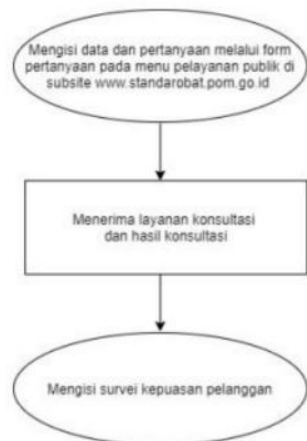 Mengisi data dan pertanyaan melalui form
pertanyaan pada menu pelayanan publik di
subsite www.standarobat.pom.go.id
Menerima layanan konsultasi
dan hasil konsultasi
Mengisi survei kepuasan pelanggan